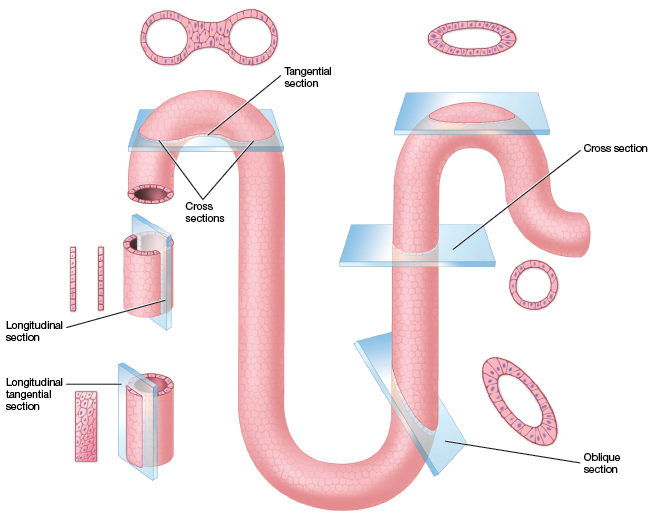 Tangential
section
Cross section
Cross
sections
Longitudinal
section
Longitudinal
tangential
section
Oblique
section